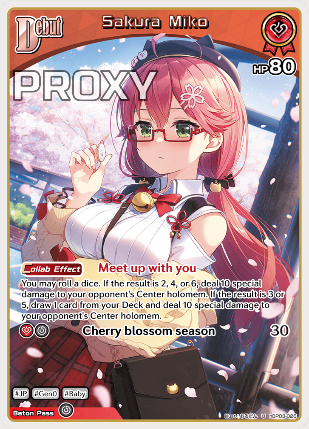 Debut
Sakura Miko
HP80
PROXY
Collab Effect Meet up with you
You may roll a dice. If the result is 2, 4, or 6, deal 10 special
damage to your opponent's Center holomem. If the result is 3 or
5, draw 1 card from your Deck and deal 10 special damage to
your opponent's Center holomem.
Cherry blossom season 30
#JP #Gen0 #Baby
Baton Pass